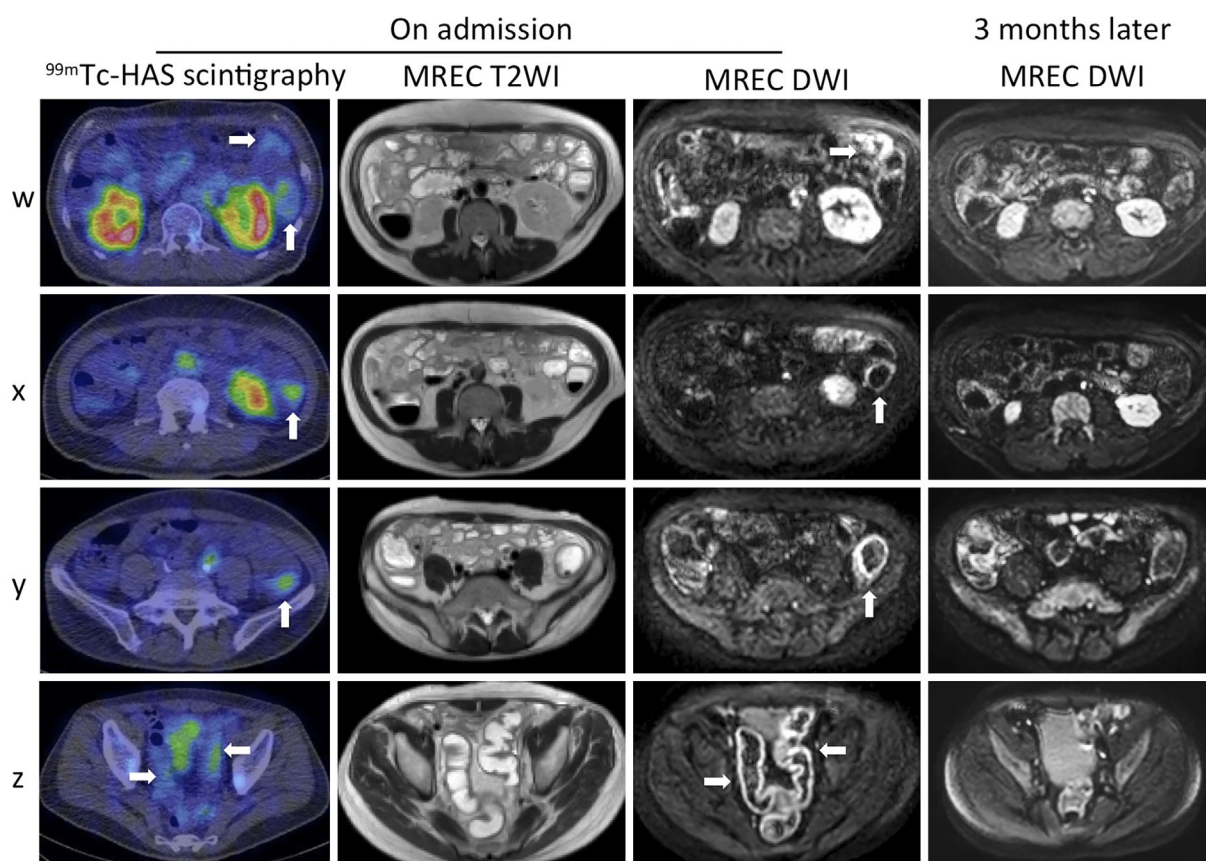 On admission
3 months later
99mTc-HAS scintigraphy
MREC T2WI
MREC DWI
MREC DWI
w
x
y
z